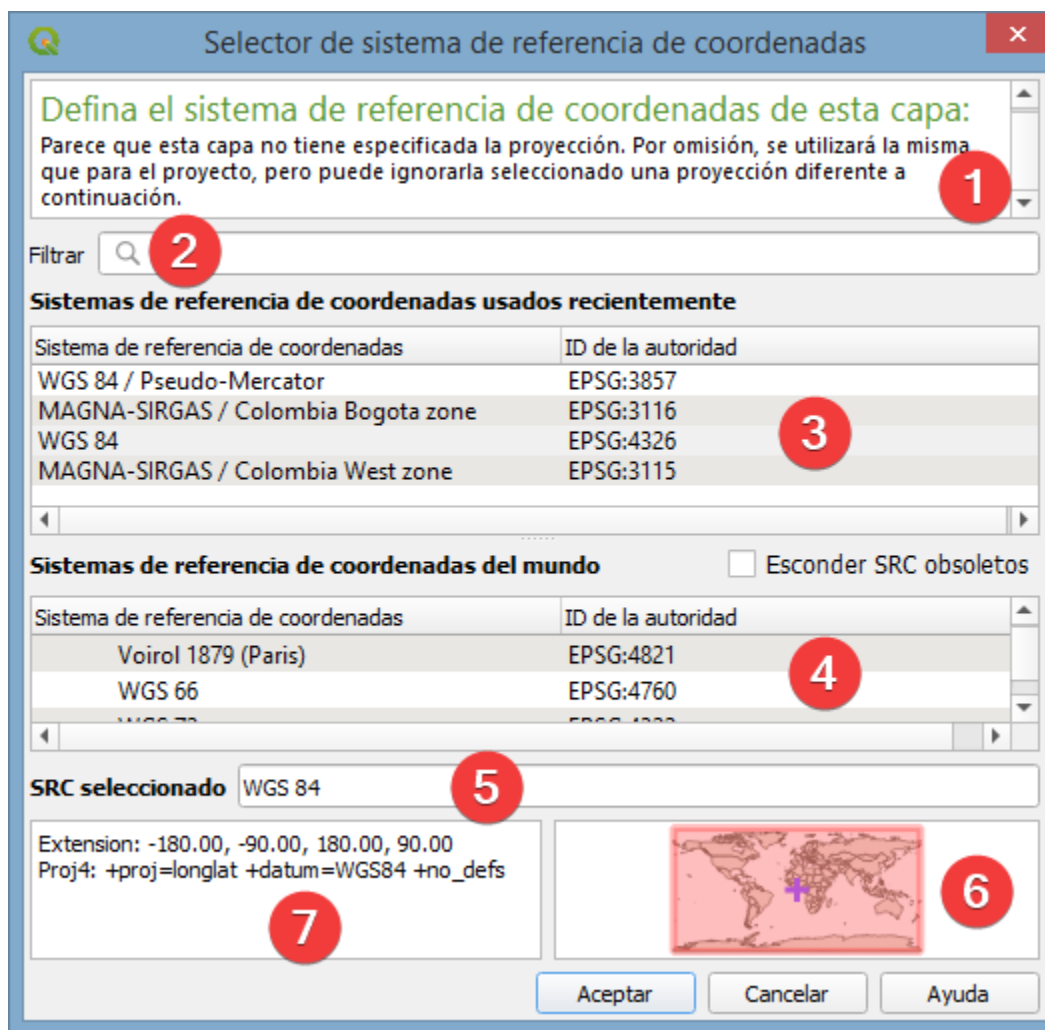 Selector de sistema de referencia de coordenadas
Defina el sistema de referencia de coordenadas de esta capa:
Parece que esta capa no tiene especificada la proyección. Por omisión, se utilizará la misma
que para el proyecto, pero puede ignorarla seleccionado una proyección diferente a
continuación.
1
Filtrar
2
Sistemas de referencia de coordenadas usados recientemente
Sistema de referencia de coordenadas ID de la autoridad
WGS 84 / Pseudo-Mercator EPSG:3857
MAGNA-SIRGAS / Colombia Bogota zone EPSG:3116
WGS 84 EPSG:4326
MAGNA-SIRGAS / Colombia West zone EPSG:3115
3
Sistemas de referencia de coordenadas del mundo Esconder SRC obsoletos
Sistema de referencia de coordenadas ID de la autoridad
Voirol 1879 (Paris) EPSG:4821
WGS 66 EPSG:4760
4
SRC seleccionado WGS 84
5
Extension: -180.00, -90.00, 180.00, 90.00
Proj4: +proj=longlat +datum=WGS84 +no_defs
7
6
Aceptar Cancelar Ayuda